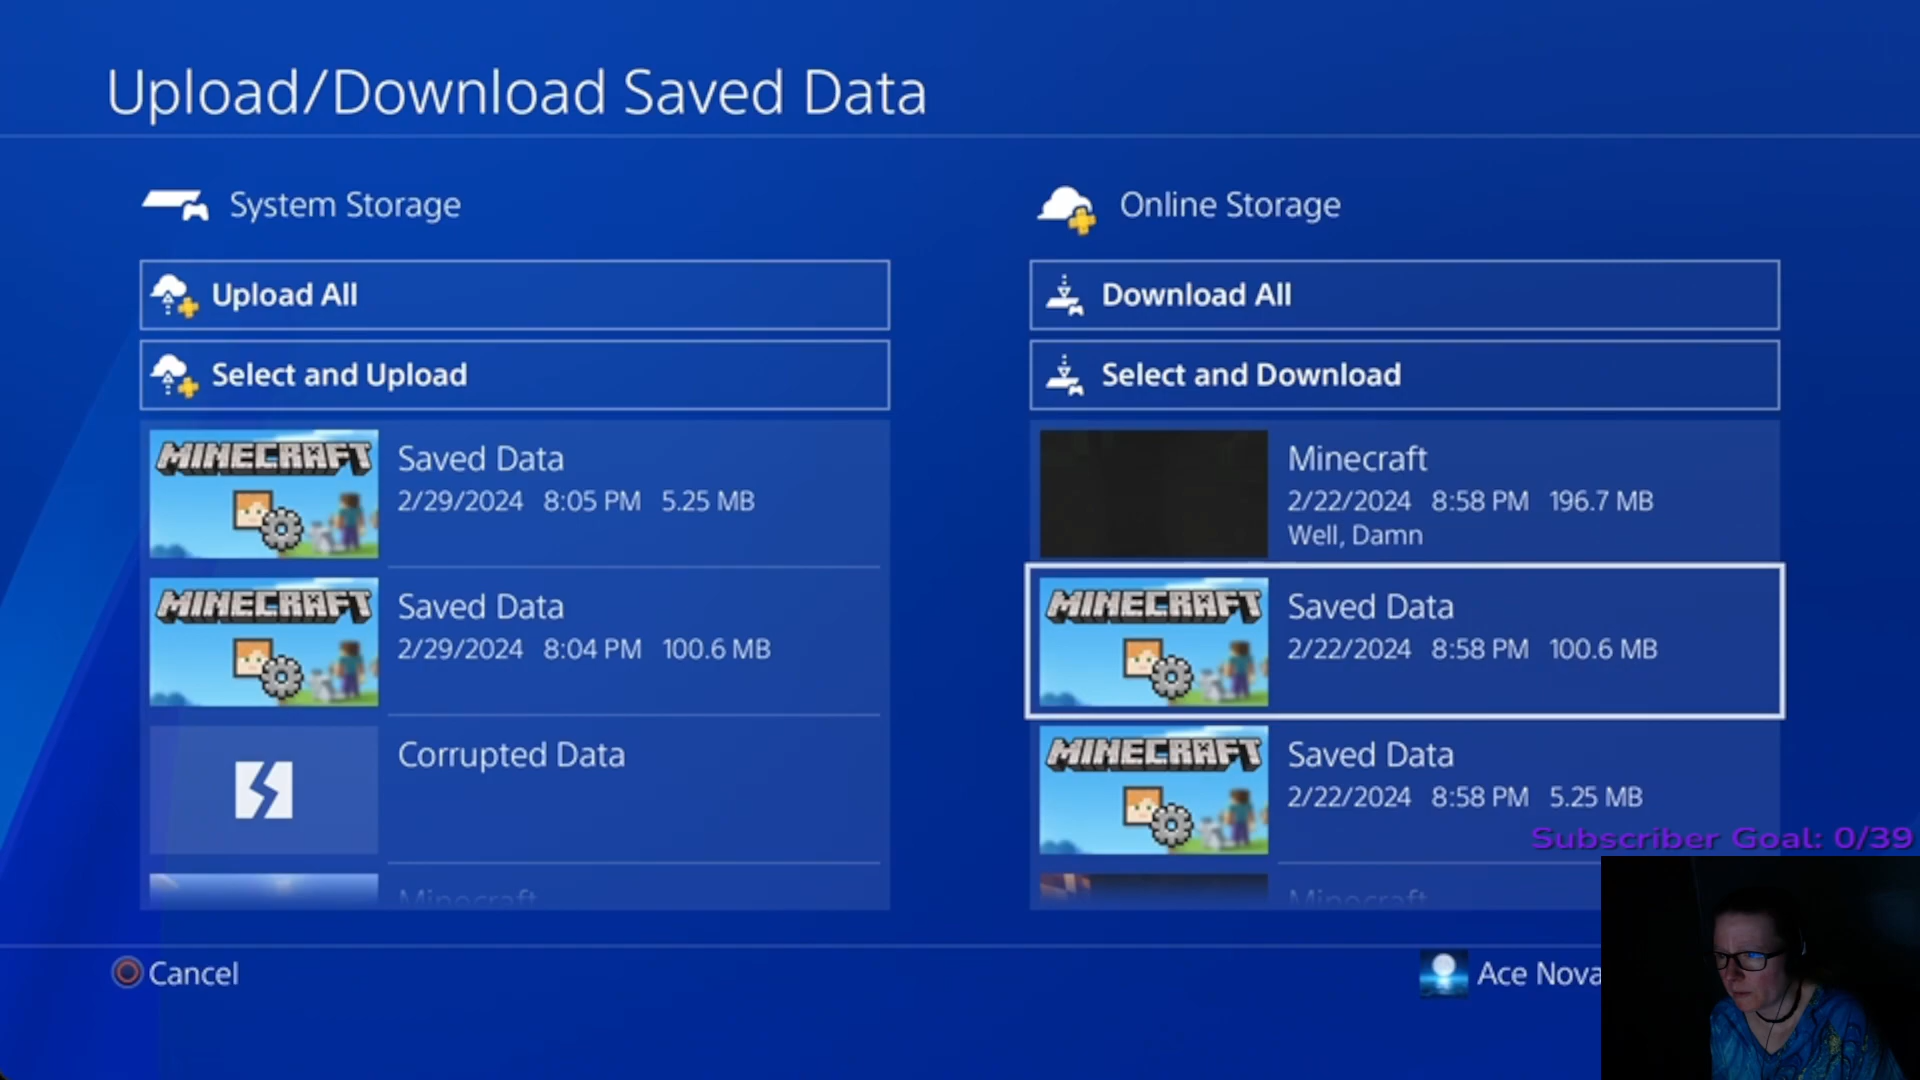 Upload/Download Saved Data
System Storage
Upload All
Select and Upload
MINECRAFT
Saved Data
2/29/2024 8:05 PM 5.25 MB
MINECRAFT
Saved Data
2/29/2024 8:04 PM 100.6 MB
Corrupted Data
Minecraft
Online Storage
Download All
Select and Download
Minecraft
2/22/2024 8:58 PM 196.7 MB
Well, Damn
MINECRAFT
Saved Data
2/22/2024 8:58 PM 100.6 MB
MINECRAFT
Saved Data
2/22/2024 8:58 PM 5.25 MB
Minecraft
Subscriber Goal: 0/39
Cancel
Ace Nova